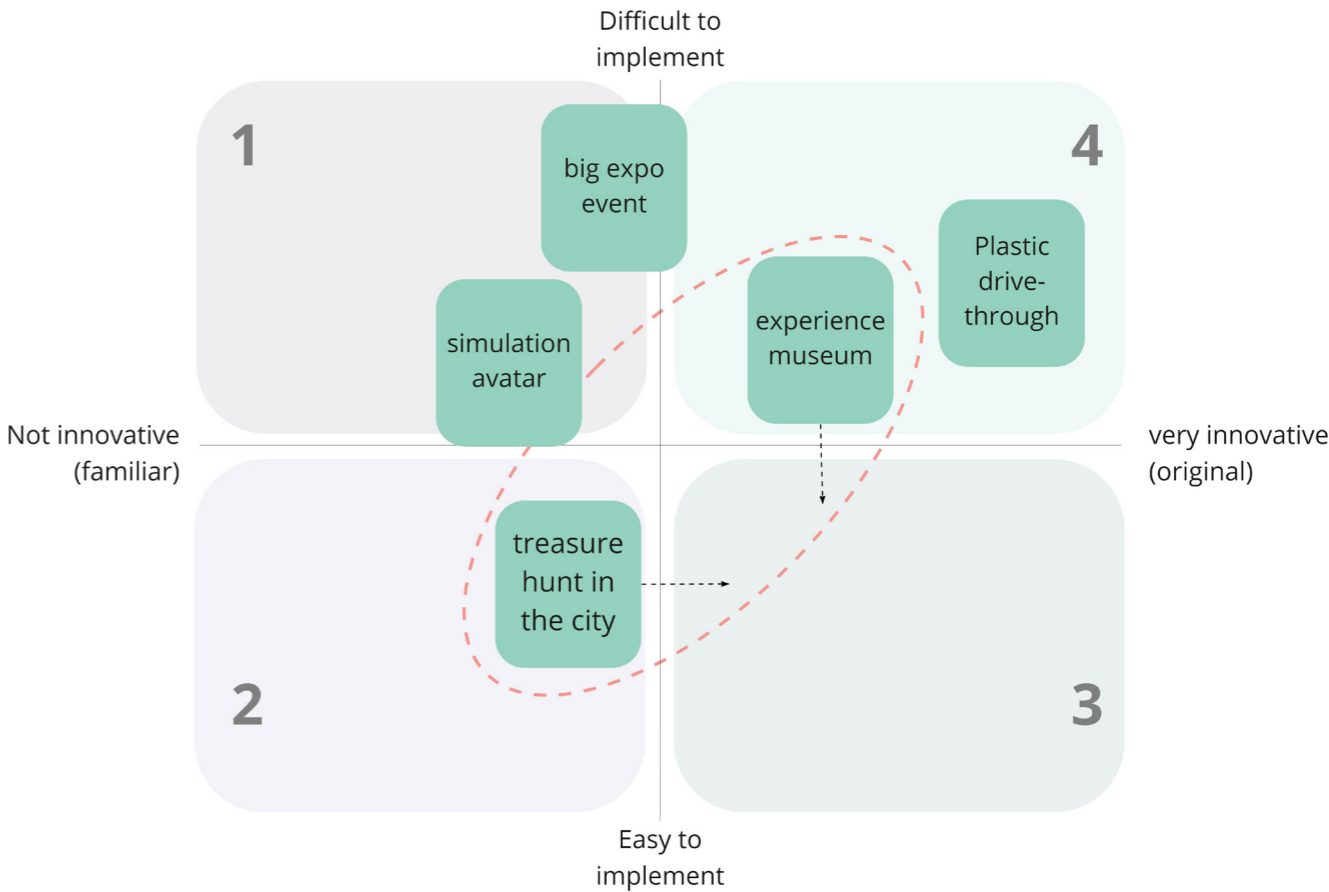 Difficult to
implement
1
4
big expo
event
Plastic
drive-
through
experience
museum
simulation
avatar
Not innovative
(familiar)
very innovative
(original)
treasure
hunt in
the city
2
3
Easy to
implement